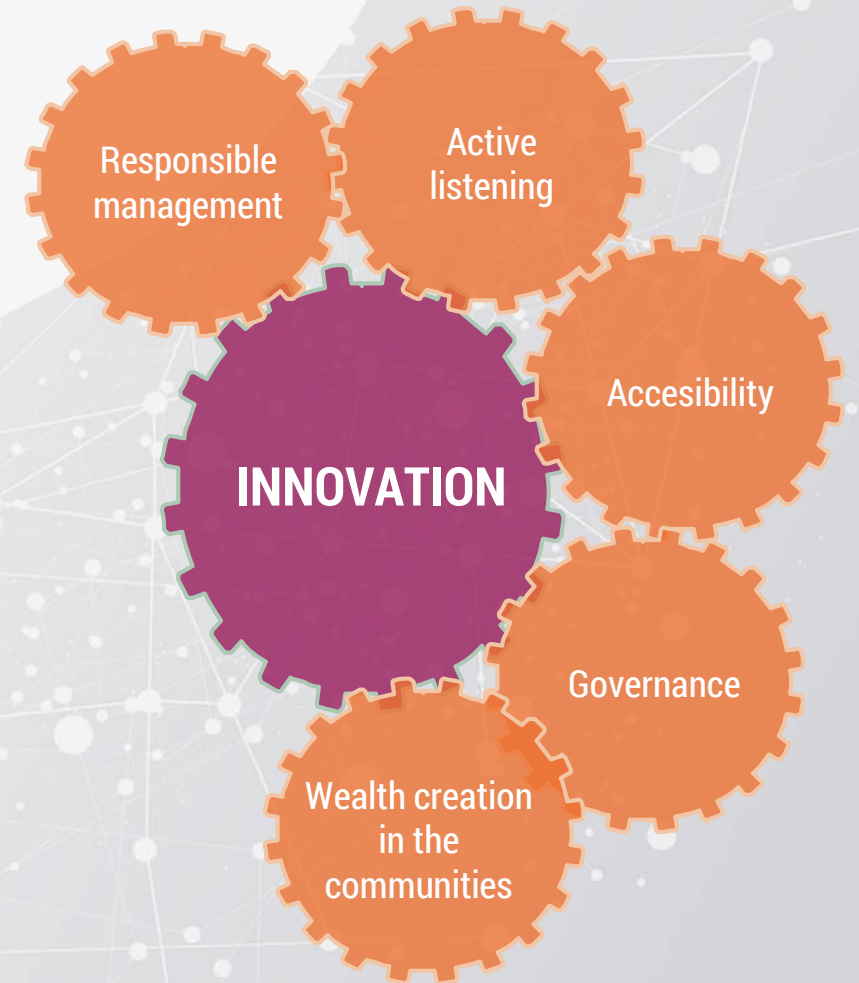 Responsible
management
Active
listening
Accesibility
INNOVATION
Governance
Wealth creation
in the
communities